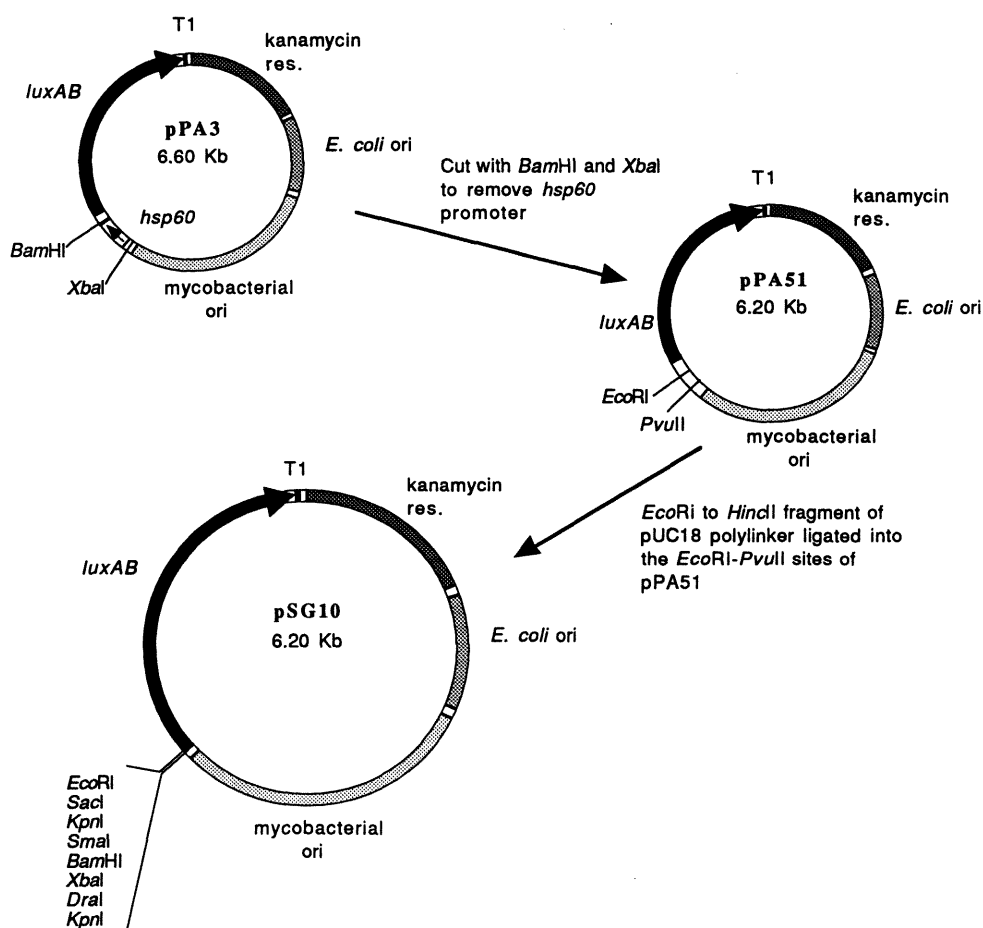 T1
kanamycin
res.
luxAB
pPA3
6.60 Kb
E. coli ori
hsp60
BamHI
XbaI
mycobacterial
ori
Cut with BamHI and XbaI
to remove hsp60
promoter
T1
kanamycin
res.
pPA51
6.20 Kb
luxAB
E. coli ori
EcoRI
PvuII
mycobacterial
ori
EcoRi to HincII fragment of
pUC18 polylinker ligated into
the EcoRI-PvuII sites of
pPA51
T1
kanamycin
res.
luxAB
pSG10
6.20 Kb
E. coli ori
mycobacterial
ori
EcoRI
SacI
KpnI
SmaI
BamHI
XbaI
DraI
KpnI